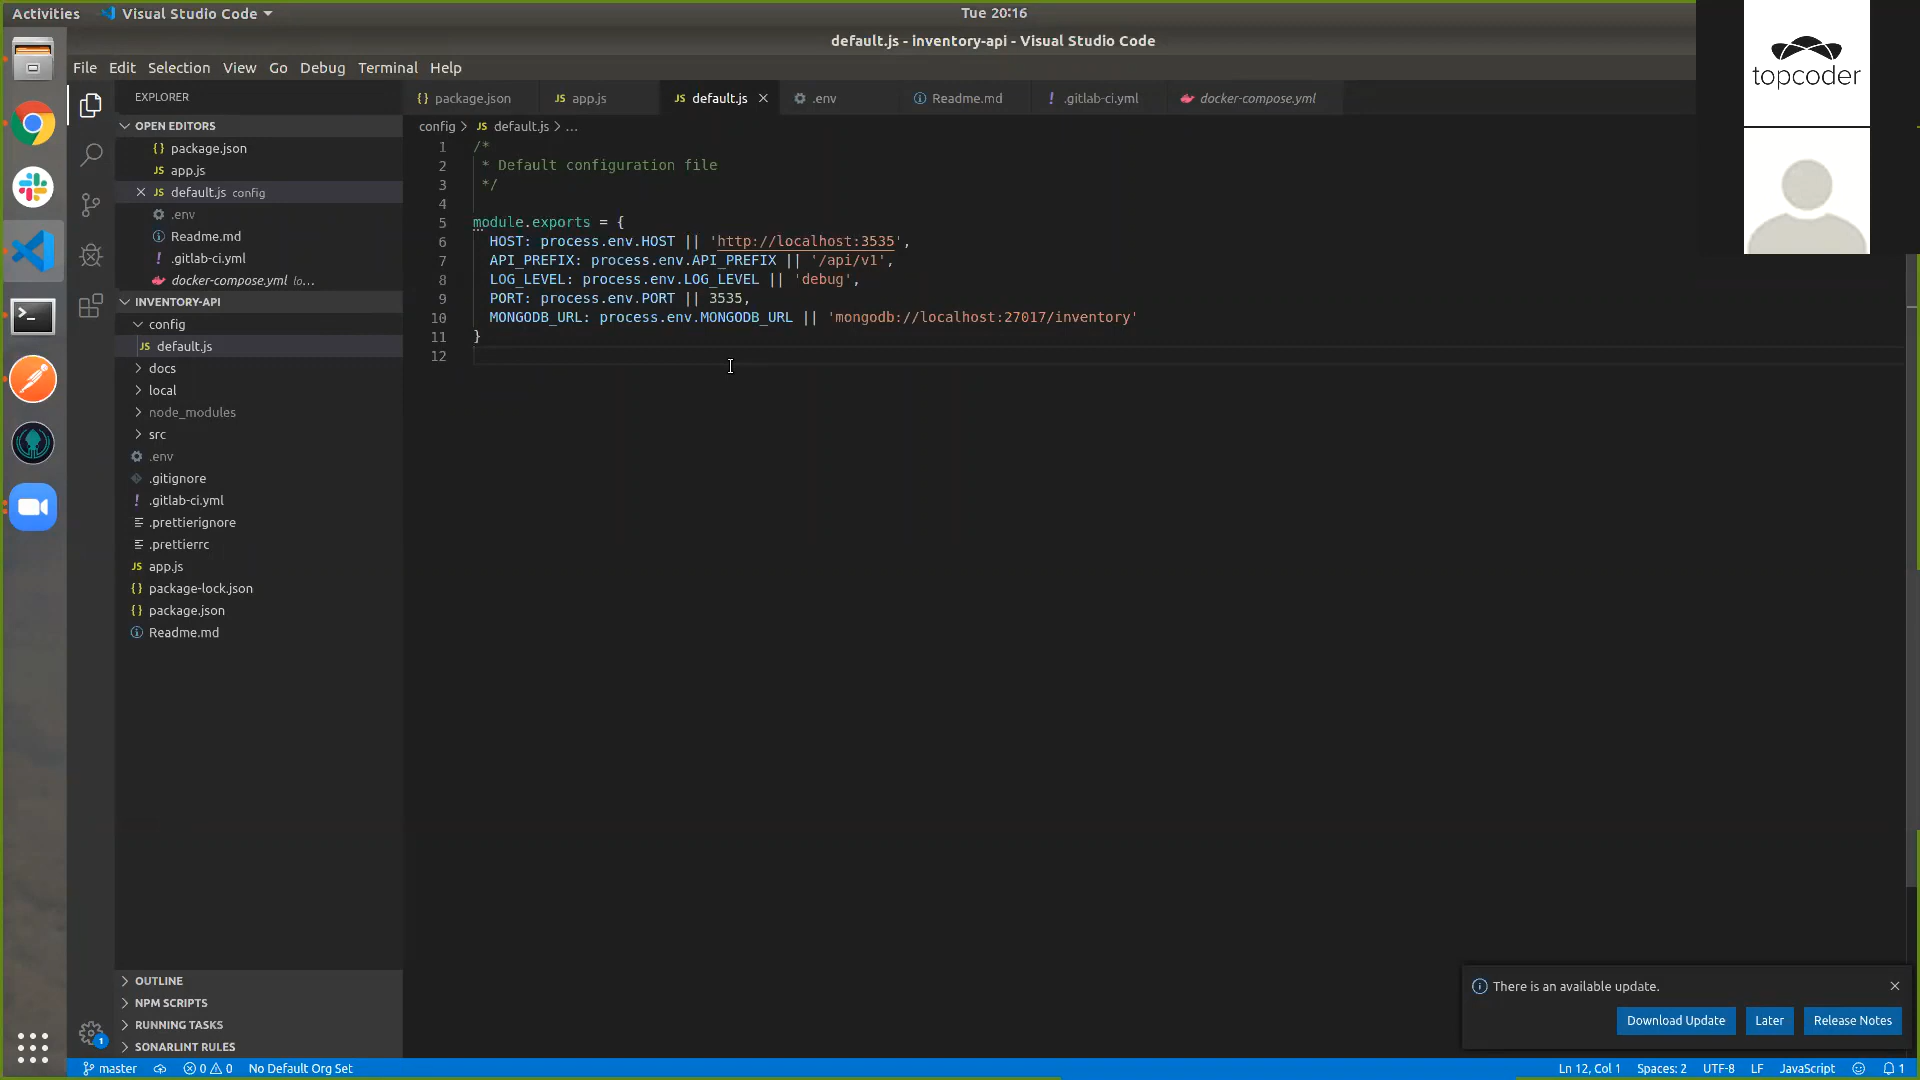 Activities Visual Studio Code Tue 20:16
default.js - inventory-api - Visual Studio Code
topcoder
File Edit Selection View Go Debug Terminal Help
EXPLORER
OPEN EDITORS
{} package.json
JS app.js
JS default.js config
.env
Readme.md
! .gitlab-ci.yml
docker-compose.yml lo...
INVENTORY-API
config
JS default.js
docs
local
node_modules
src
.env
.gitignore
! .gitlab-ci.yml
.prettierignore
.prettierrc
JS app.js
{} package-lock.json
{} package.json
Readme.md
OUTLINE
NPM SCRIPTS
RUNNING TASKS
SONARLINT RULES
{} package.json JS app.js JS default.js .env Readme.md ! .gitlab-ci.yml docker-compose.yml
config > JS default.js > ...
1 /*
2 * Default configuration file
3 */
4
5 module.exports = {
6 HOST: process.env.HOST || 'http://localhost:3535',
7 API_PREFIX: process.env.API_PREFIX || '/api/v1',
8 LOG_LEVEL: process.env.LOG_LEVEL || 'debug',
9 PORT: process.env.PORT || 3535,
10 MONGODB_URL: process.env.MONGODB_URL || 'mongodb://localhost:27017/inventory'
11 }
12
There is an available update.
Download Update Later Release Notes
1
master 0 0 No Default Org Set Ln 12, Col 1 Spaces: 2 UTF-8 LF JavaScript 1